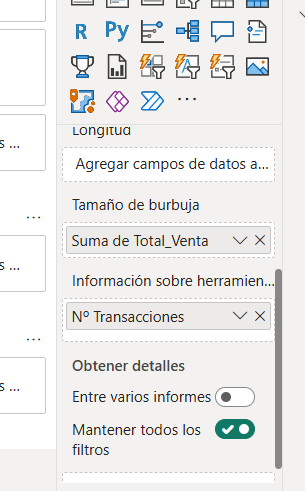 R
Py
Longitud
s ...
Agregar campos de datos a...
Tamaño de burbuja
...
Suma de Total_Venta
s ...
Información sobre herramien...
Nº Transacciones
...
Obtener detalles
s ...
Entre varios informes
Mantener todos los
filtros